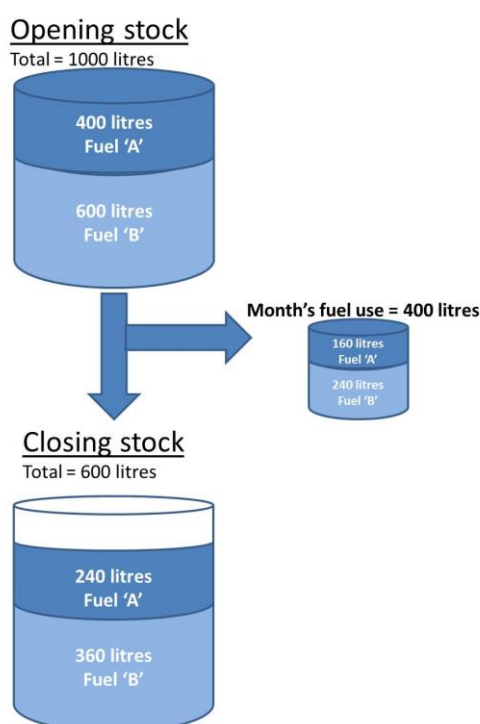 Opening stock
Total = 1000 litres
400 litres
Fuel ‘A’
600 litres
Fuel ‘B’
Month’s fuel use = 400 litres
160 litres
Fuel ‘A’
240 litres
Fuel ‘B’
Closing stock
Total = 600 litres
240 litres
Fuel ‘A’
360 litres
Fuel ‘B’